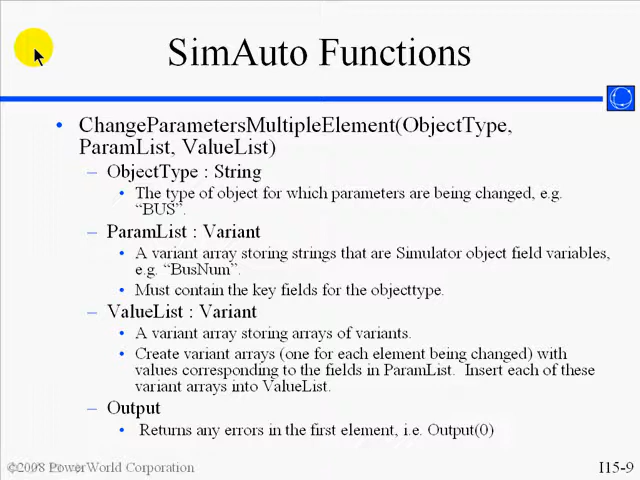 SimAuto Functions
• ChangeParametersMultipleElement(ObjectType,
ParamList, ValueList)
– ObjectType : String
• The type of object for which parameters are being changed, e.g.
“BUS”.
– ParamList : Variant
• A variant array storing strings that are Simulator object field variables,
e.g. “BusNum”.
• Must contain the key fields for the objecttype.
– ValueList : Variant
• A variant array storing arrays of variants.
• Create variant arrays (one for each element being changed) with
values corresponding to the fields in ParamList. Insert each of these
variant arrays into ValueList.
– Output
• Returns any errors in the first element, i.e. Output(0)
©2008 PowerWorld Corporation
I15-9